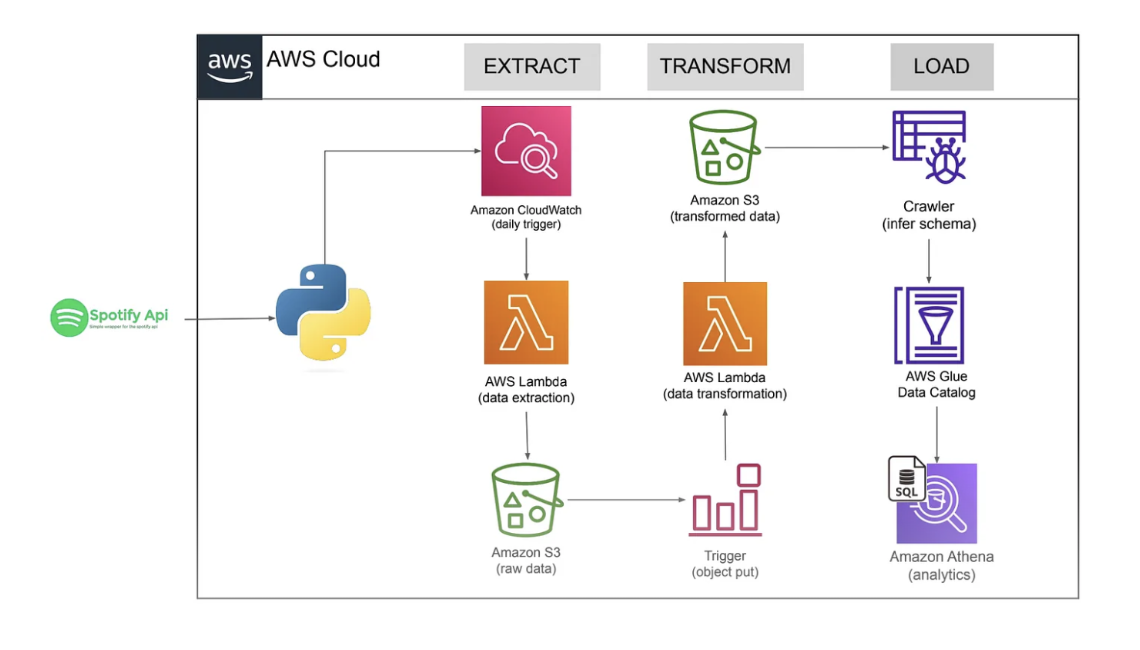 aws
AWS Cloud
EXTRACT
TRANSFORM
LOAD
Amazon CloudWatch
(daily trigger)
Amazon S3
(transformed data)
Crawler
(infer schema)
Spotify Api
Simple wrapper for the spotify api
AWS Lambda
(data extraction)
AWS Lambda
(data transformation)
AWS Glue
Data Catalog
Amazon S3
(raw data)
Trigger
(object put)
SQL
Amazon Athena
(analytics)